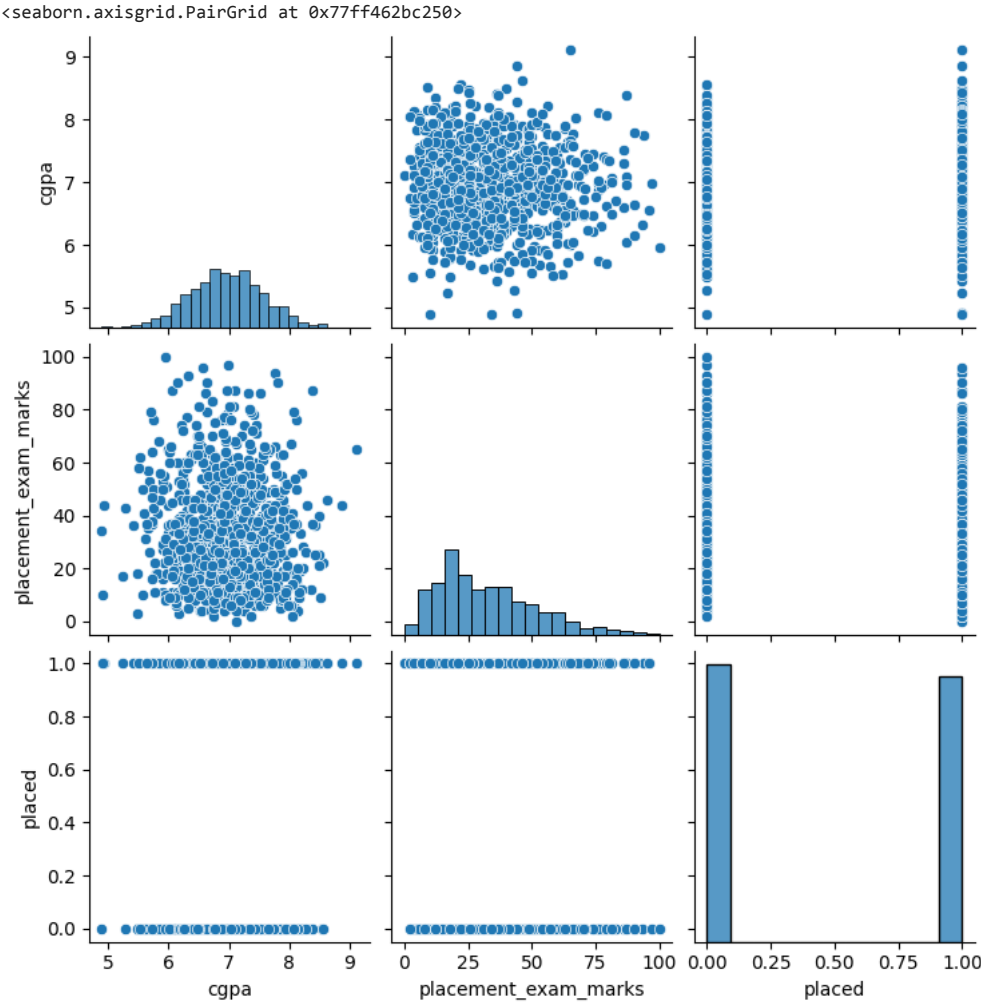 <seaborn.axisgrid.PairGrid at 0x77ff462bc250>
9
8
7
6
5
cgpa
100
80
60
40
20
0
placement_exam_marks
1.0
0.8
0.6
0.4
0.2
0.0
placed
5 6 7 8 9
cgpa
0 25 50 75 100
placement_exam_marks
0.00 0.25 0.50 0.75 1.00
placed